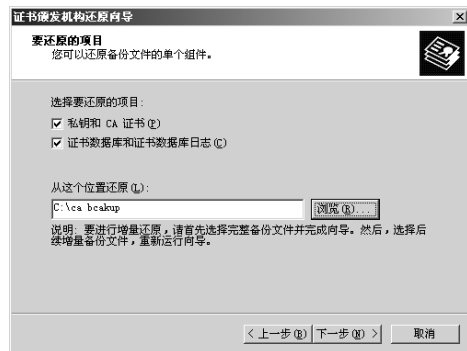 证书颁发机构还原向导
要还原的项目
您可以还原备份文件的单个组件。
选择要还原的项目:
私钥和 CA 证书(P)
证书数据库和证书数据库日志(C)
从这个位置还原(L):
C:\ca bcakup
浏览(R)...
说明: 要进行增量还原，请首先选择完整备份文件并完成向导。然后，选择后
续增量备份文件，重新运行向导。
< 上一步(B) 下一步(N) > 取消